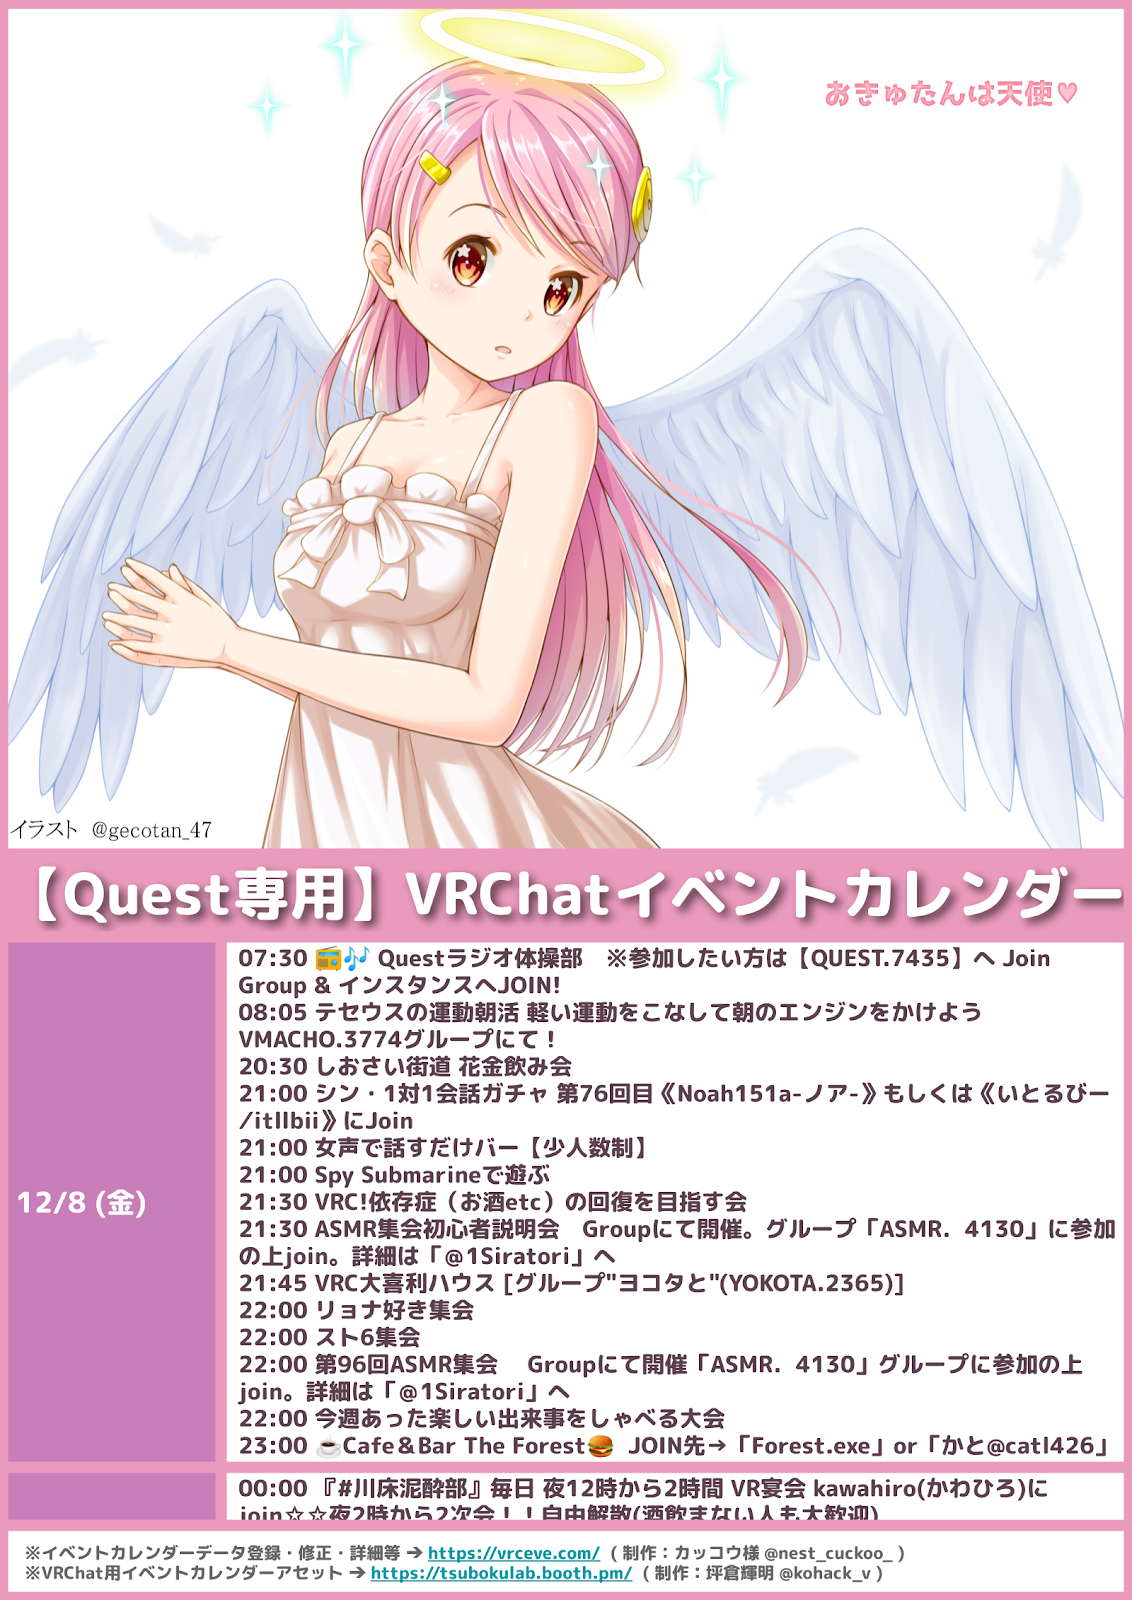 おきゅたんは天使♥
イラスト @gecotan_47
【Quest専用】VRChatイベントカレンダー
12/8 (金)
07:30 📻🎶 Questラジオ体操部　※参加したい方は【QUEST.7435】へ Join
Group & インスタンスへJOIN!
08:05 テセウスの運動朝活 軽い運動をこなして朝のエンジンをかけよう
VMACHO.3774グループにて！
20:30 しおさい街道 花金飲み会
21:00 シン・1対1会話ガチャ 第76回目《Noah151a-ノア-》もしくは《いとるびー
/itllbii》にJoin
21:00 女声で話すだけバー【少人数制】
21:00 Spy Submarineで遊ぶ
21:30 VRC!依存症（お酒etc）の回復を目指す会
21:30 ASMR集会初心者説明会　Groupにて開催。グループ「ASMR．4130」に参加
の上join。詳細は「@1Siratori」へ
21:45 VRC大喜利ハウス [グループ"ヨコタと"(YOKOTA.2365)]
22:00 リョナ好き集会
22:00 スト6集会
22:00 第96回ASMR集会　Groupにて開催「ASMR．4130」グループに参加の上
join。詳細は「@1Siratori」へ
22:00 今週あった楽しい出来事をしゃべる大会
23:00 ☕Cafe＆Bar The Forest🍔 JOIN先→「Forest.exe」or「かと@catl426」
00:00 『#川床泥酔部』毎日 夜12時から2時間 VR宴会 kawahiro(かわひろ)に
join☆☆夜2時から2次会！！自由解散(酒飲まない人も大歓迎)
※イベントカレンダーデータ登録・修正・詳細等 ➔ https://vrceve.com/ （制作：カッコウ様 @nest_cuckoo_ ）
※VRChat用イベントカレンダーアセット ➔ https://tsubokulab.booth.pm/ （制作：坪倉輝明 @kohack_v ）